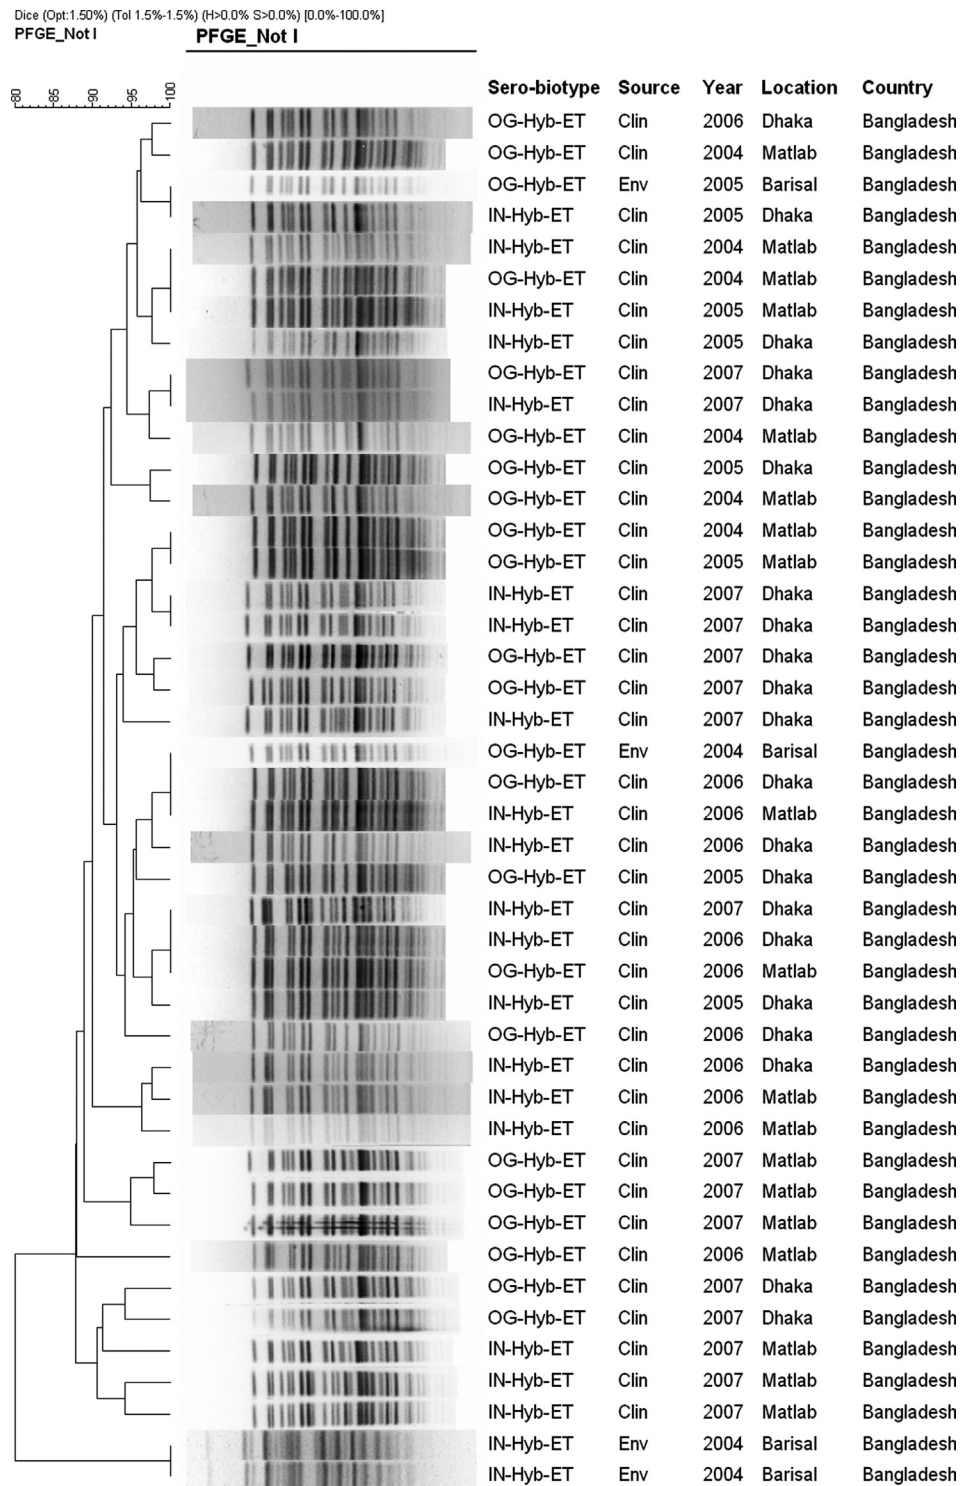 Dice (Opt:1.50%) (Tol 1.5%-1.5%) (H>0.0% S>0.0%) [0.0%-100.0%]
PFGE_Not I PFGE_Not I
80 85 90 95 100
Sero-biotype Source Year Location Country
OG-Hyb-ET Clin 2006 Dhaka Bangladesh
OG-Hyb-ET Clin 2004 Matlab Bangladesh
OG-Hyb-ET Env 2005 Barisal Bangladesh
IN-Hyb-ET Clin 2005 Dhaka Bangladesh
IN-Hyb-ET Clin 2004 Matlab Bangladesh
OG-Hyb-ET Clin 2004 Matlab Bangladesh
IN-Hyb-ET Clin 2005 Matlab Bangladesh
IN-Hyb-ET Clin 2005 Dhaka Bangladesh
OG-Hyb-ET Clin 2007 Dhaka Bangladesh
IN-Hyb-ET Clin 2007 Dhaka Bangladesh
OG-Hyb-ET Clin 2004 Matlab Bangladesh
OG-Hyb-ET Clin 2005 Dhaka Bangladesh
OG-Hyb-ET Clin 2004 Matlab Bangladesh
OG-Hyb-ET Clin 2004 Matlab Bangladesh
OG-Hyb-ET Clin 2005 Matlab Bangladesh
IN-Hyb-ET Clin 2007 Dhaka Bangladesh
IN-Hyb-ET Clin 2007 Dhaka Bangladesh
OG-Hyb-ET Clin 2007 Dhaka Bangladesh
OG-Hyb-ET Clin 2007 Dhaka Bangladesh
IN-Hyb-ET Clin 2007 Dhaka Bangladesh
OG-Hyb-ET Env 2004 Barisal Bangladesh
OG-Hyb-ET Clin 2006 Dhaka Bangladesh
IN-Hyb-ET Clin 2006 Matlab Bangladesh
IN-Hyb-ET Clin 2006 Dhaka Bangladesh
OG-Hyb-ET Clin 2005 Dhaka Bangladesh
IN-Hyb-ET Clin 2007 Dhaka Bangladesh
IN-Hyb-ET Clin 2006 Dhaka Bangladesh
OG-Hyb-ET Clin 2006 Matlab Bangladesh
IN-Hyb-ET Clin 2005 Dhaka Bangladesh
OG-Hyb-ET Clin 2006 Dhaka Bangladesh
IN-Hyb-ET Clin 2006 Dhaka Bangladesh
IN-Hyb-ET Clin 2006 Matlab Bangladesh
IN-Hyb-ET Clin 2006 Matlab Bangladesh
OG-Hyb-ET Clin 2007 Matlab Bangladesh
OG-Hyb-ET Clin 2007 Matlab Bangladesh
OG-Hyb-ET Clin 2007 Matlab Bangladesh
OG-Hyb-ET Clin 2006 Matlab Bangladesh
OG-Hyb-ET Clin 2007 Dhaka Bangladesh
OG-Hyb-ET Clin 2007 Dhaka Bangladesh
IN-Hyb-ET Clin 2007 Matlab Bangladesh
IN-Hyb-ET Clin 2007 Matlab Bangladesh
IN-Hyb-ET Clin 2007 Matlab Bangladesh
IN-Hyb-ET Env 2004 Barisal Bangladesh
IN-Hyb-ET Env 2004 Barisal Bangladesh